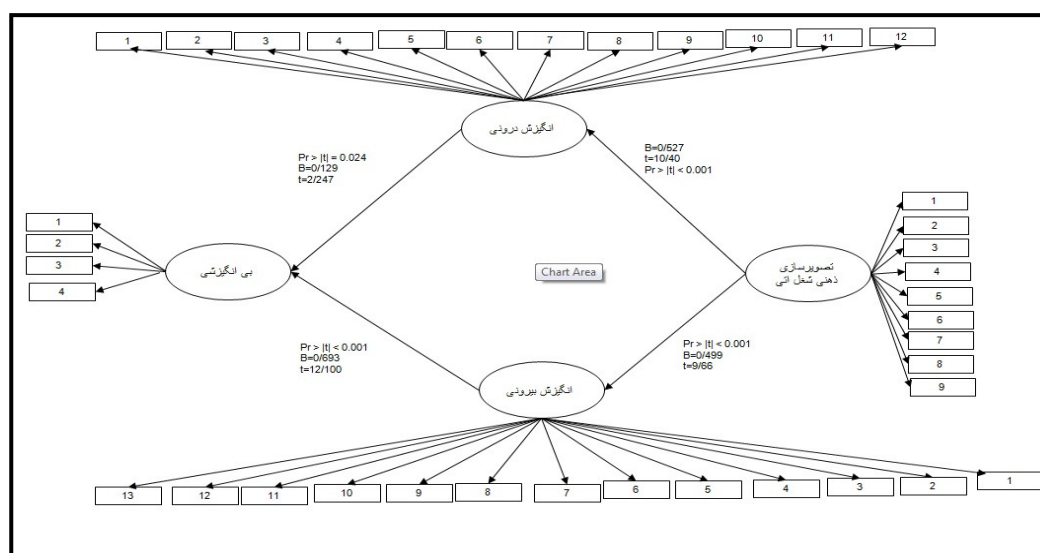 1
2
3
4
5
6
7
8
9
10
11
12
انگیزش درونی
Pr > |t| = 0.024
B=0/129
t=2/247
B=0/527
t=10/40
Pr > |t| < 0.001
1
2
3
4
بی انگیزشی
Chart Area
تصویرسازی
ذهنی شغل اتی
1
2
3
4
5
6
7
8
9
Pr > |t| < 0.001
B=0/693
t=12/100
Pr > |t| < 0.001
B=0/499
t=9/66
انگیزش بیرونی
13
12
11
10
9
8
7
6
5
4
3
2
1